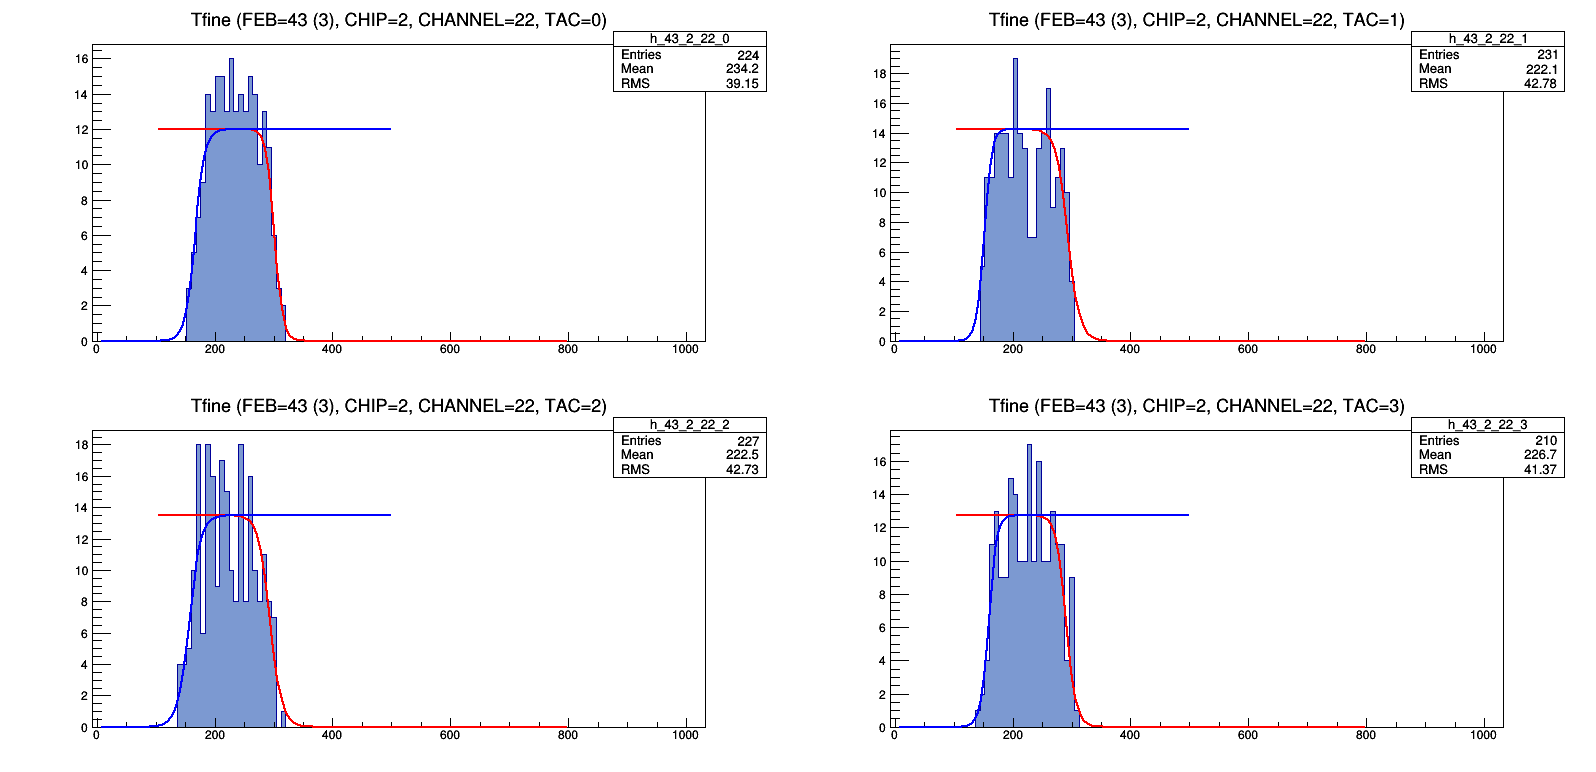 Tfine (FEB=43 (3), CHIP=2, CHANNEL=22, TAC=0)
h_43_2_22_0
Entries 224
Mean 234.2
RMS 39.15
16
14
12
10
8
6
4
2
0
0 200 400 600 800 1000
Tfine (FEB=43 (3), CHIP=2, CHANNEL=22, TAC=1)
h_43_2_22_1
Entries 231
Mean 222.1
RMS 42.78
18
16
14
12
10
8
6
4
2
0
0 200 400 600 800 1000
Tfine (FEB=43 (3), CHIP=2, CHANNEL=22, TAC=2)
h_43_2_22_2
Entries 227
Mean 222.5
RMS 42.73
18
16
14
12
10
8
6
4
2
0
0 200 400 600 800 1000
Tfine (FEB=43 (3), CHIP=2, CHANNEL=22, TAC=3)
h_43_2_22_3
Entries 210
Mean 226.7
RMS 41.37
16
14
12
10
8
6
4
2
0
0 200 400 600 800 1000